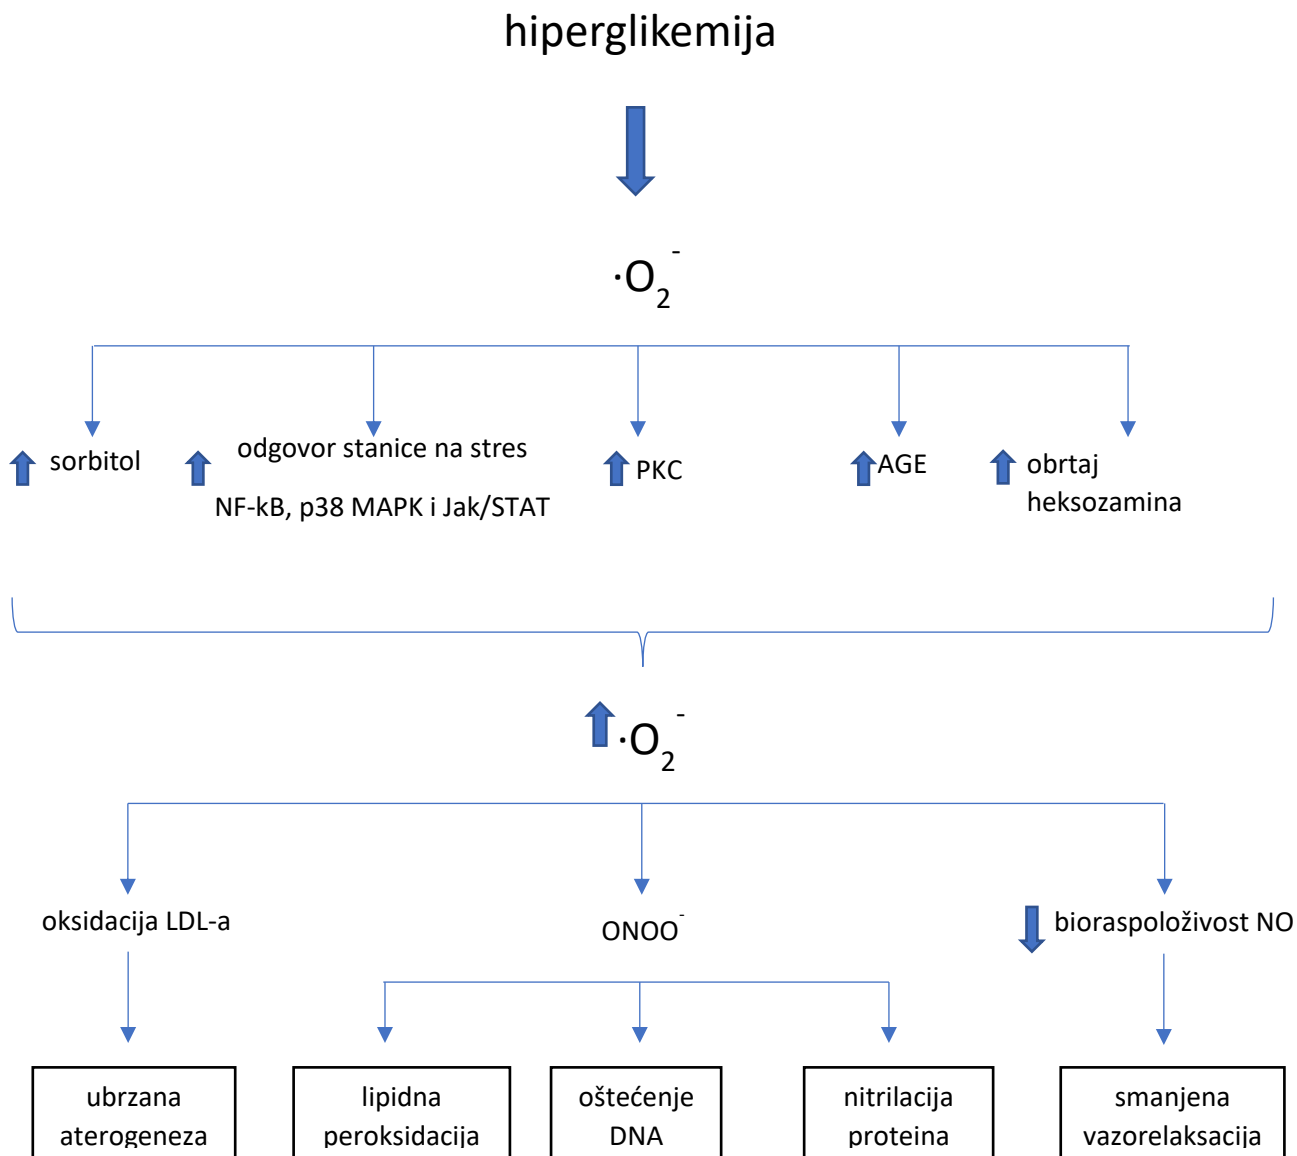 hiperglikemija
·O₂⁻
sorbitol
odgovor stanice na stres
NF-kB, p38 MAPK i Jak/STAT
PKC
AGE
obrtaj
heksozamina
·O₂⁻
oksidacija LDL-a
ONOO⁻
bioraspoloživost NO
ubrzana
aterogeneza
lipidna
peroksidacija
oštećenje
DNA
nitrilacija
proteina
smanjena
vazorelaksacija